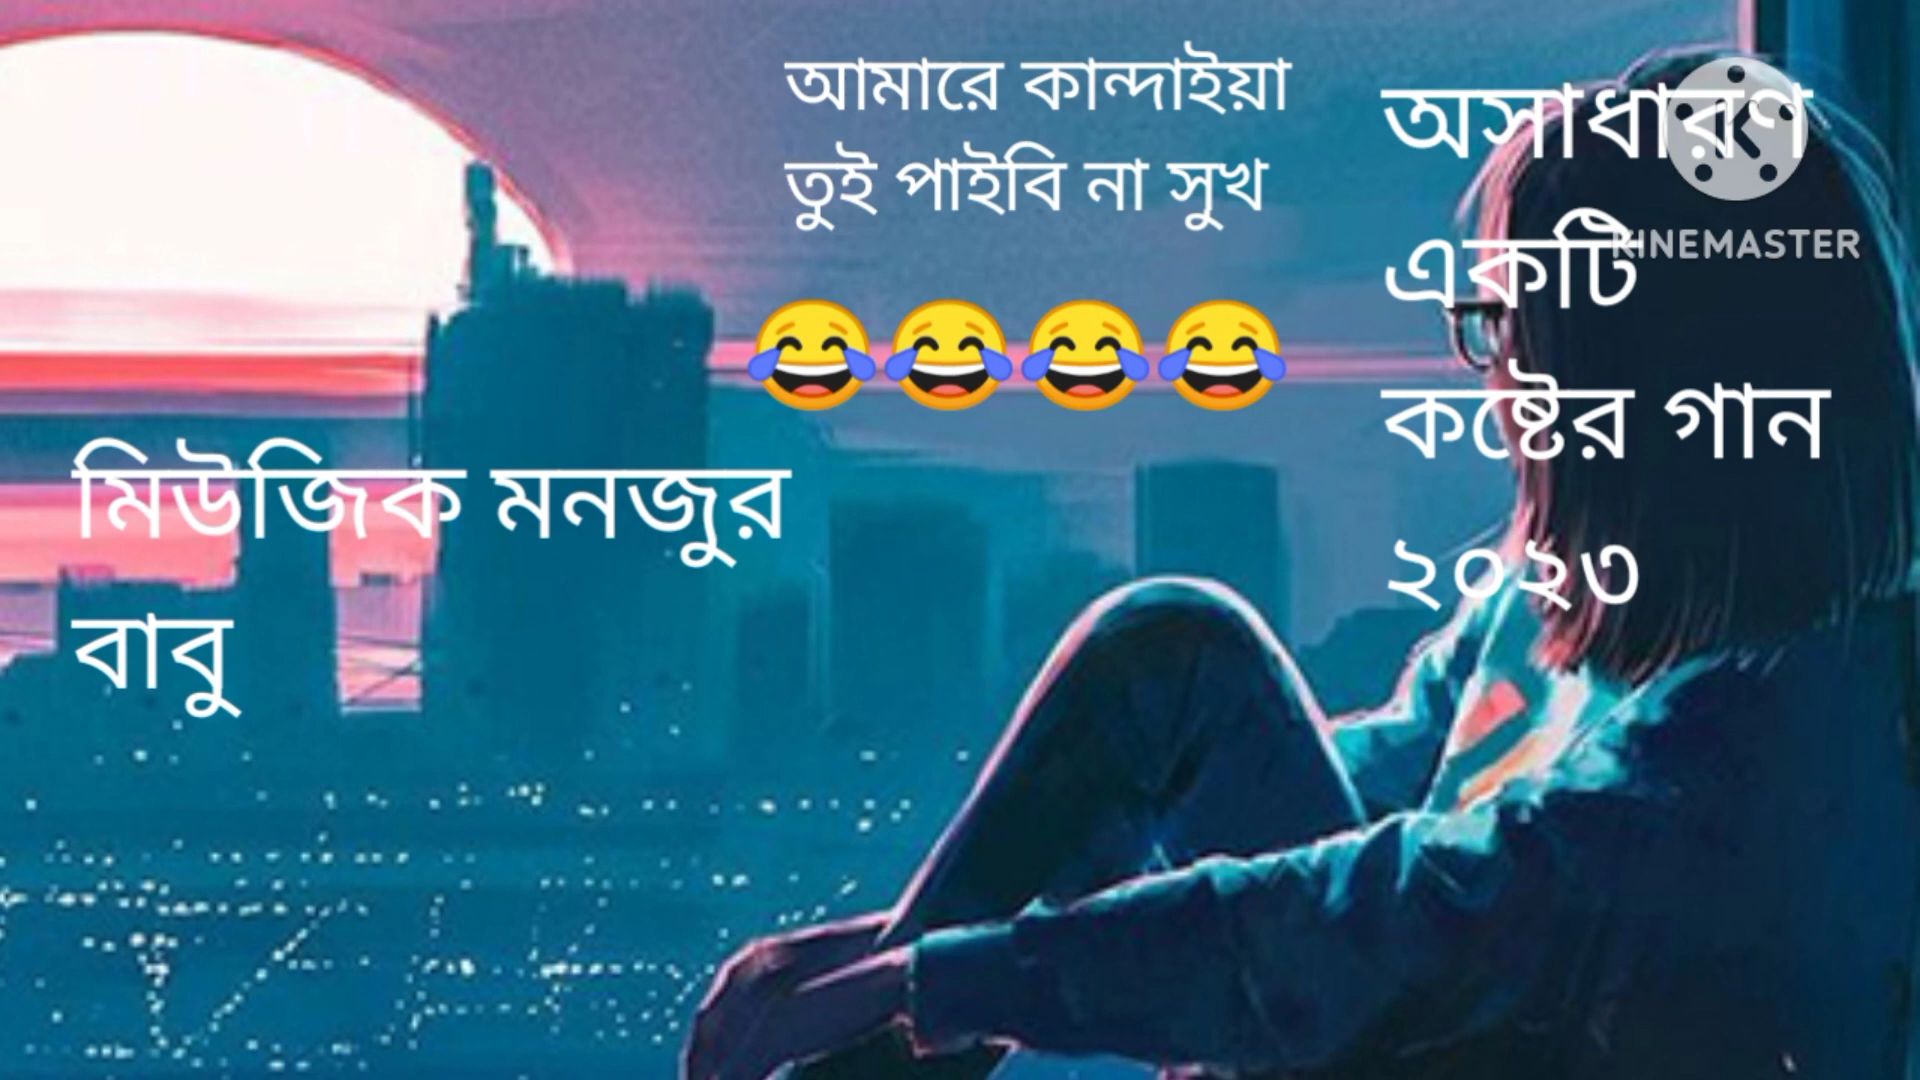 আমারে কান্দাইয়া
তুই পাইবি না সুখ
😂😂😂😂
অসাধারণ
একটি
কষ্টের গান
২০২৩
KINEMASTER
মিউজিক মনজুর
বাবু